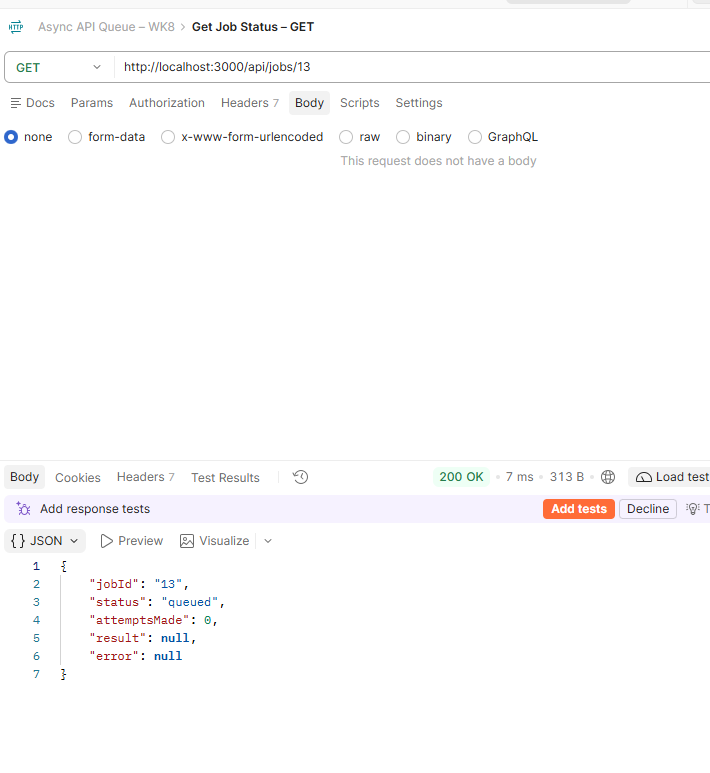 HTTP Async API Queue – WK8 > Get Job Status – GET
GET http://localhost:3000/api/jobs/13
Docs Params Authorization Headers 7 Body Scripts Settings
none form-data x-www-form-urlencoded raw binary GraphQL
This request does not have a body
Body Cookies Headers 7 Test Results 200 OK • 7 ms • 313 B • Load test
Add response tests Add tests Decline T
{} JSON Preview Visualize
1 {
2 "jobId": "13",
3 "status": "queued",
4 "attemptsMade": 0,
5 "result": null,
6 "error": null
7 }